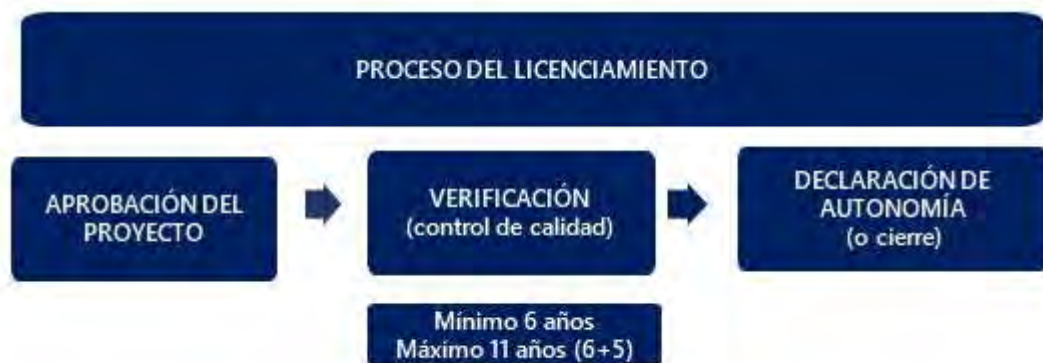 PROCESO DEL LICENCIAMIENTO
APROBACIÓN DEL
PROYECTO
VERIFICACIÓN
(control de calidad)
DECLARACIÓN DE
AUTONOMÍA
(o cierre)
Mínimo 6 años
Máximo 11 años (6+5)